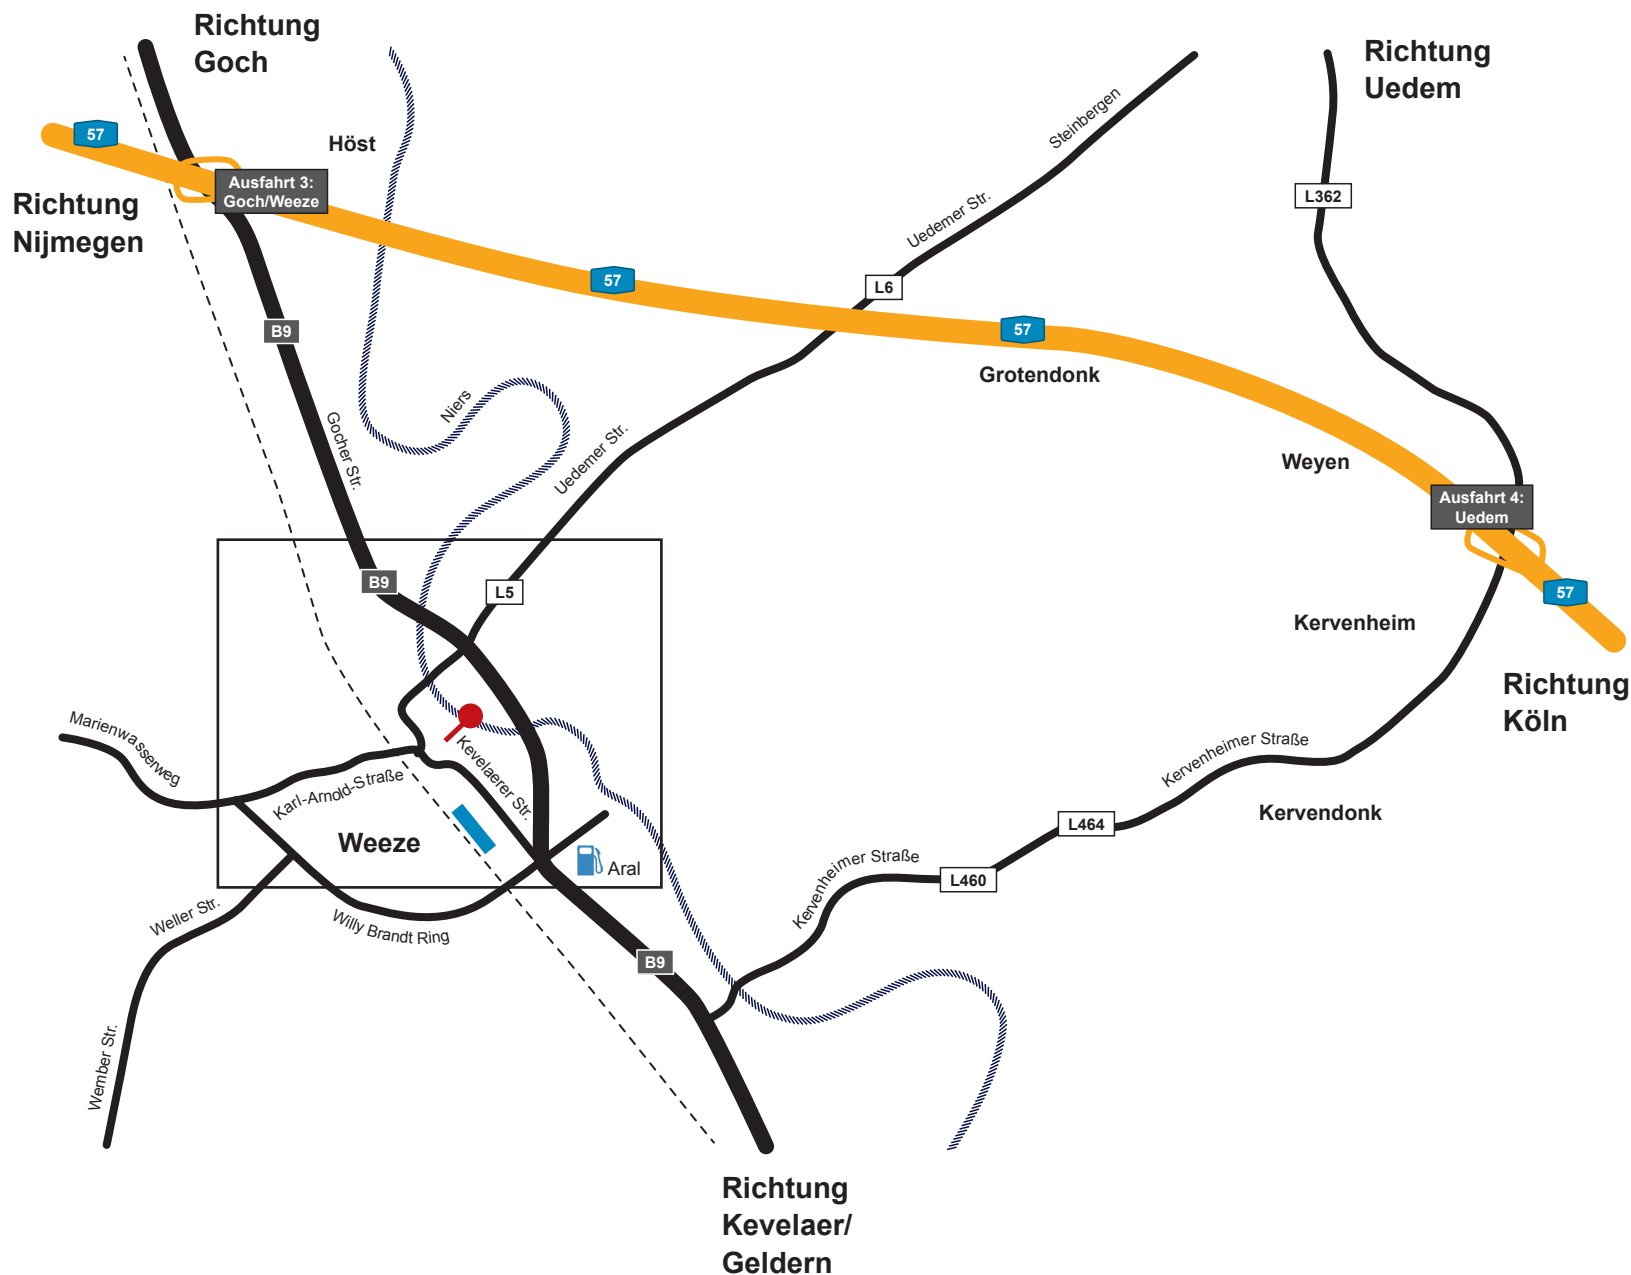 Richtung
Goch
Richtung
Uedem
57
Höst
Steinbergen
Ausfahrt 3:
Goch/Weeze
L362
Richtung
Nijmegen
Uedemer Str.
57
L6
B9
57
Grotendonk
Niers
Gocher Str.
Uedemer Str.
Weyen
Ausfahrt 4:
Uedem
B9
L5
57
Kervenheim
Richtung
Köln
Marienwasserweg
Kevelaerer Str.
Kervenheimer Straße
Karl-Arnold-Straße
Kervendonk
L464
Weeze
Aral
Kervenheimer Straße
L460
Weller Str.
Willy Brandt Ring
B9
Wember Str.
Richtung
Kevelaer/
Geldern